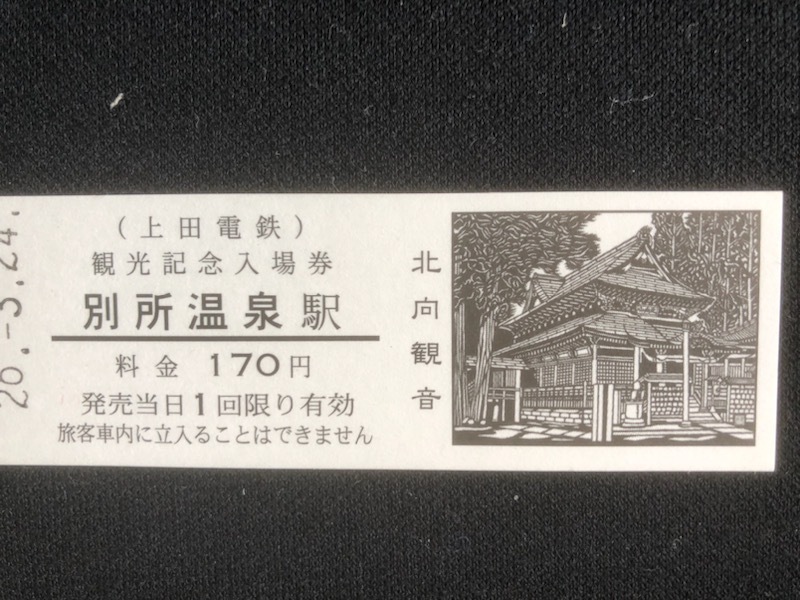 （上田電鉄）
観光記念入場券
別所温泉駅
料金 170円
発売当日1回限り有効
旅客車内に立入ることはできません
北向観音